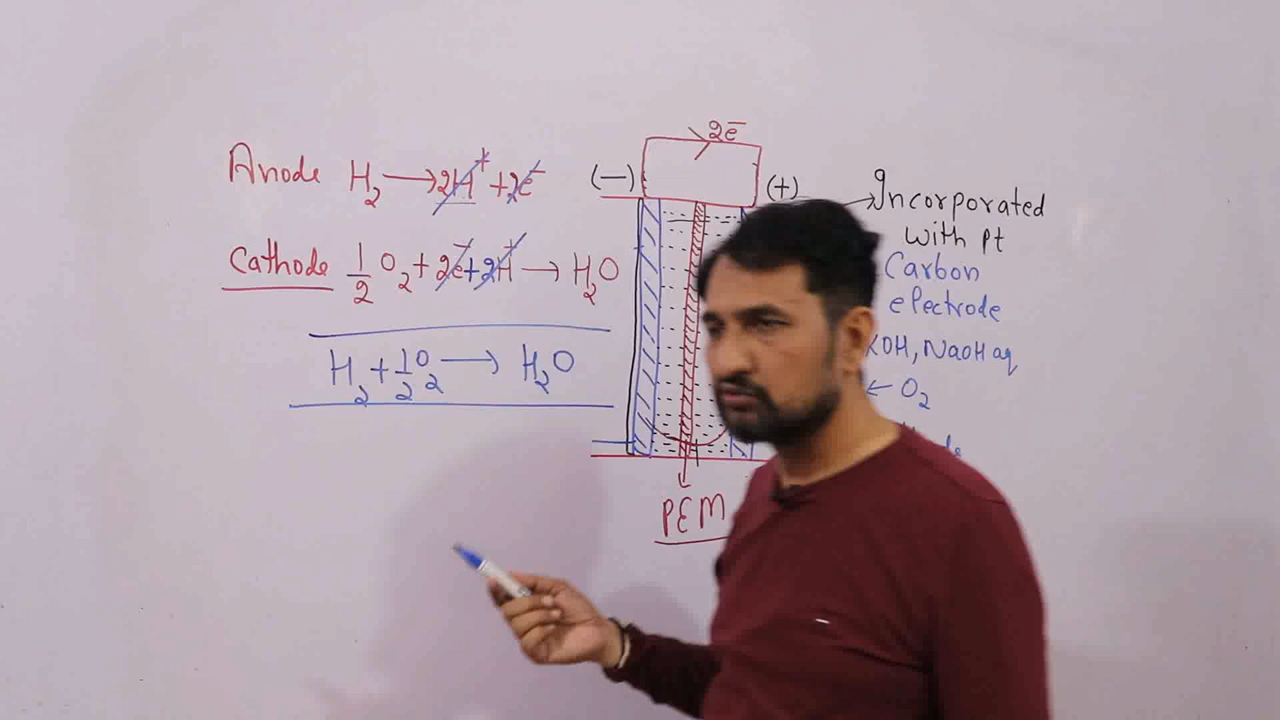 Anode H₂ → 2H⁺ + 2e⁻
Cathode 1/2 O₂ + 2e⁻ + 2H⁺ → H₂O
H₂ + 1/2 O₂ → H₂O
2e⁻
(−)
(+)
Incorporated
with pt
Carbon
electrode
KOH, NaOH aq
← O₂
PEM